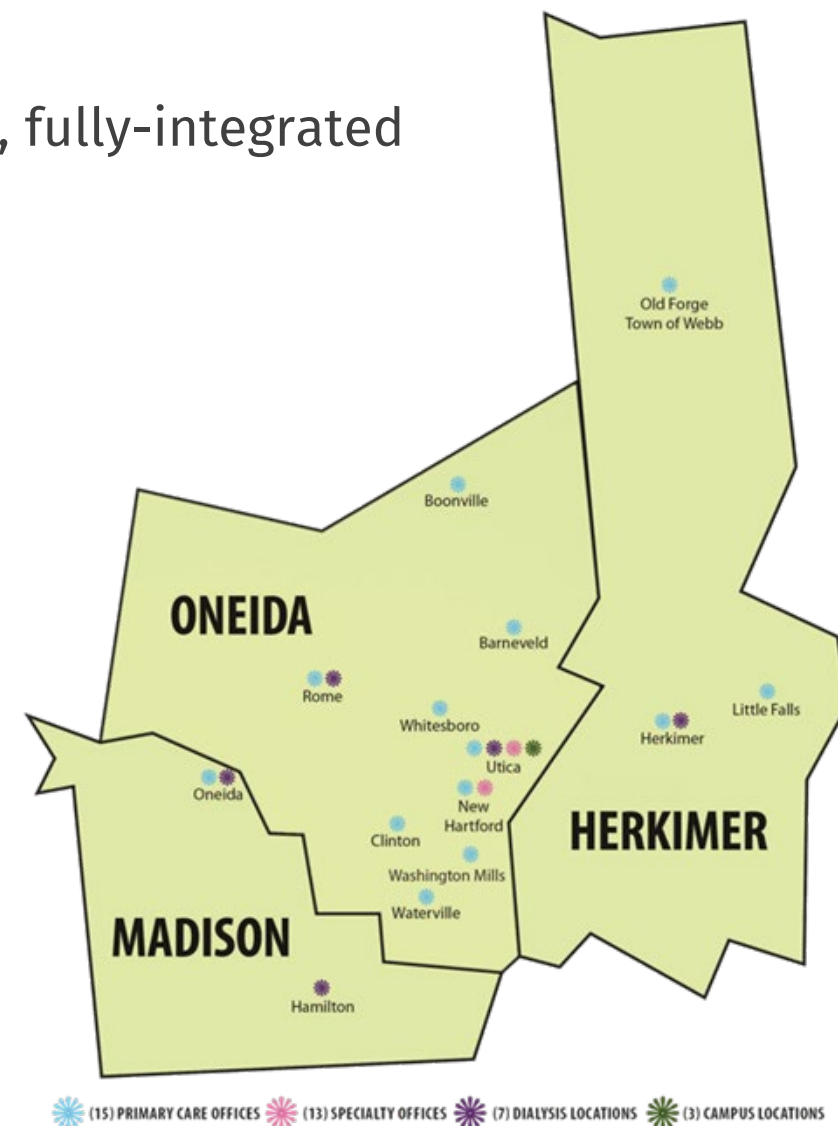 , fully-integrated
Old Forge
Town of Webb
Boonville
ONEIDA
Barneveld
Rome
Whitesboro
Little Falls
Herkimer
Utica
Oneida
New
Hartford
Clinton
HERKIMER
Washington Mills
Waterville
MADISON
Hamilton
(15) PRIMARY CARE OFFICES (13) SPECIALTY OFFICES (7) DIALYSIS LOCATIONS (3) CAMPUS LOCATIONS